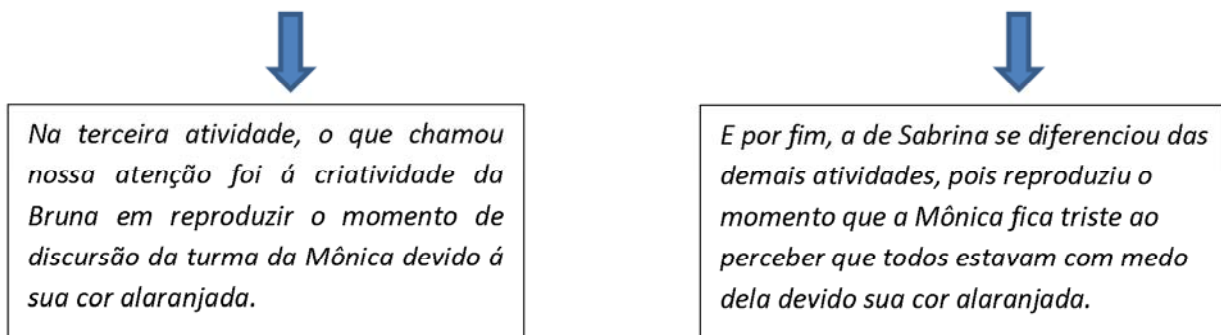 Na terceira atividade, o que chamou
nossa atenção foi á criatividade da
Bruna em reproduzir o momento de
discursão da turma da Mônica devido á
sua cor alaranjada.
E por fim, a de Sabrina se diferenciou das
demais atividades, pois reproduziu o
momento que a Mônica fica triste ao
perceber que todos estavam com medo
dela devido sua cor alaranjada.